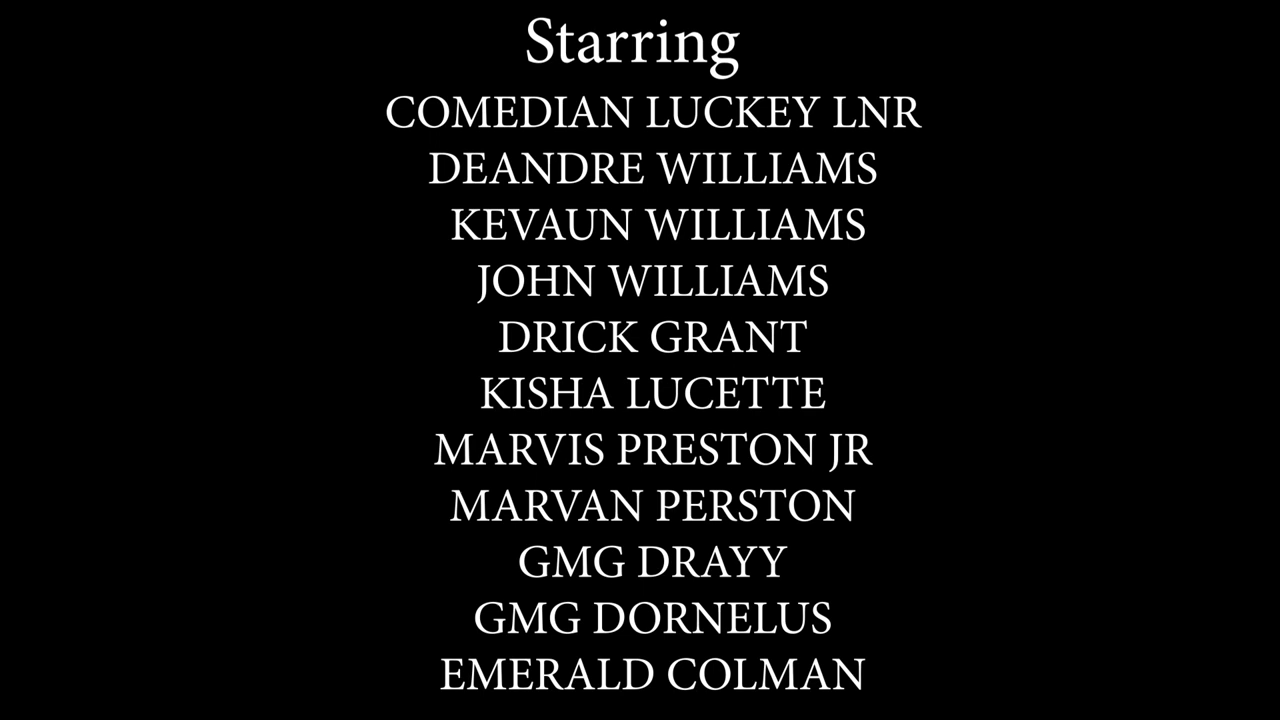 Starring
COMEDIAN LUCKEY LNR
DEANDRE WILLIAMS
KEVAUN WILLIAMS
JOHN WILLIAMS
DRICK GRANT
KISHA LUCETTE
MARVIS PRESTON JR
MARVAN PERSTON
GMG DRAYY
GMG DORNELUS
EMERALD COLMAN